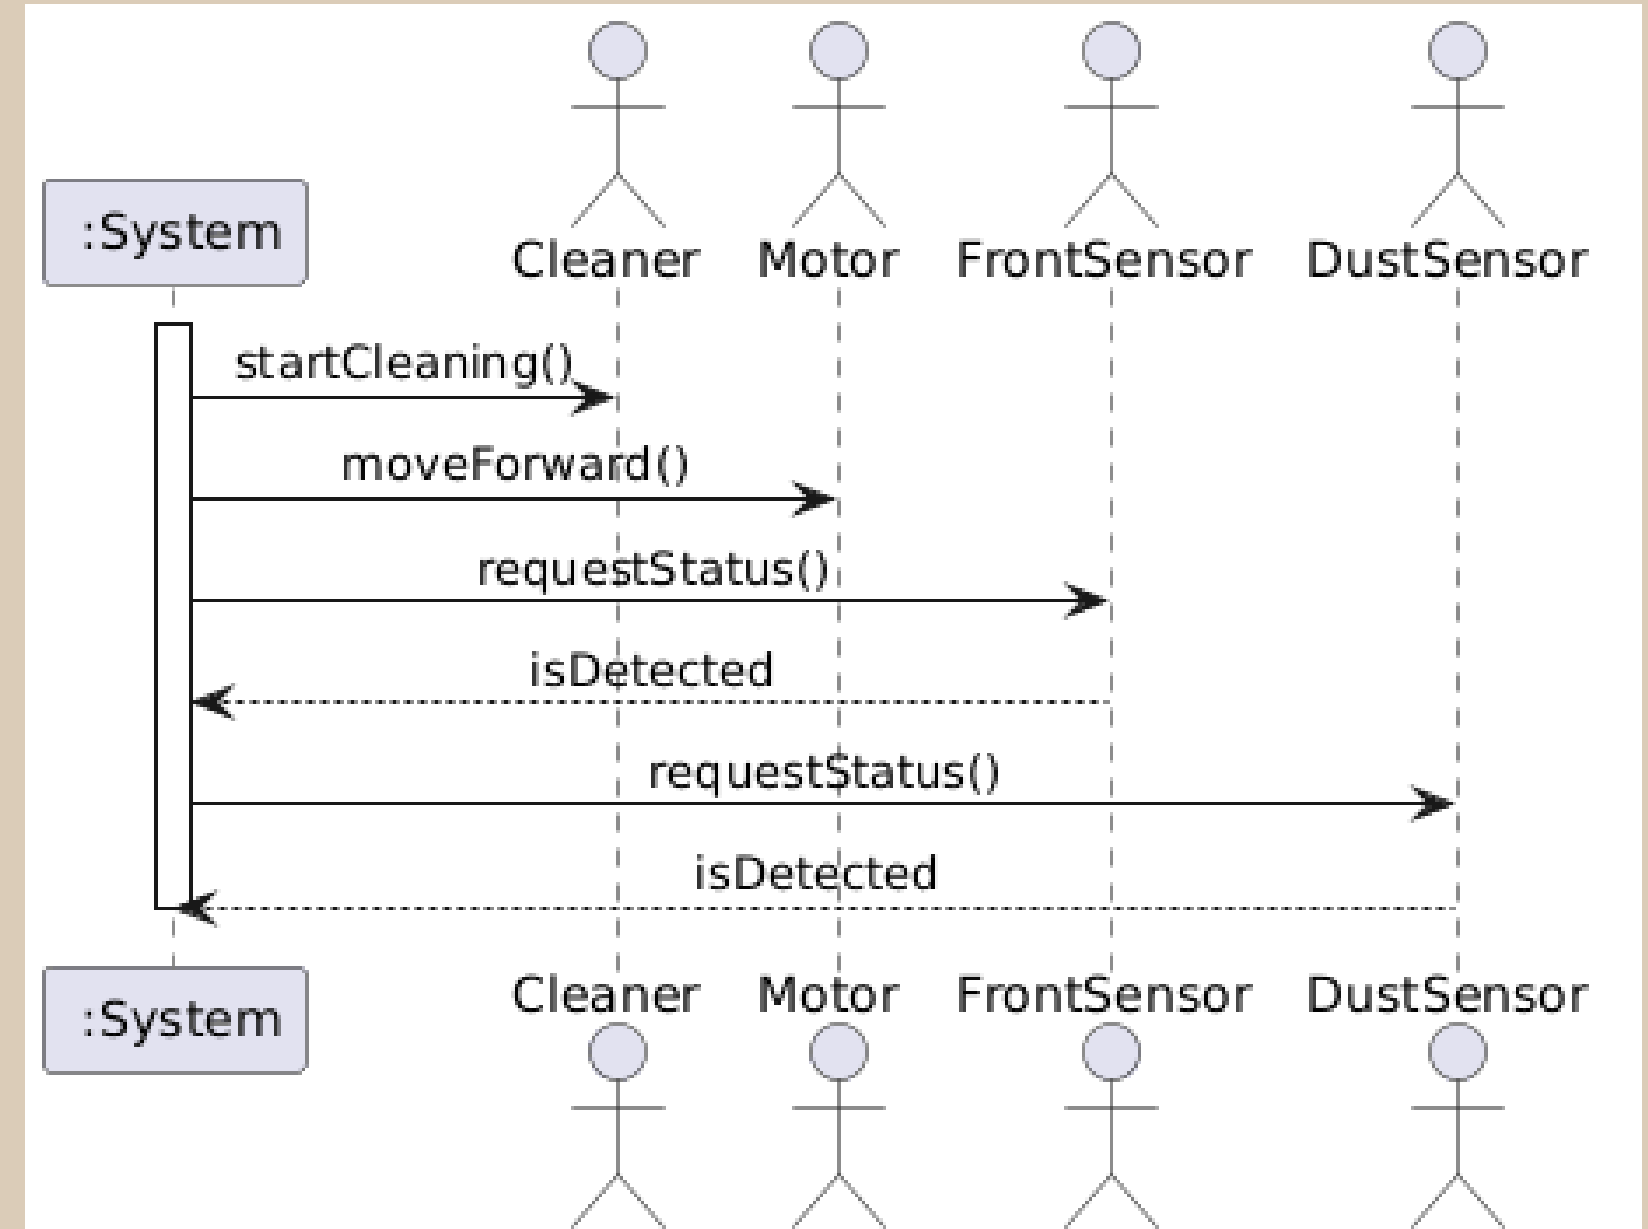 :System
Cleaner
Motor
FrontSensor
DustSensor
startCleaning()
moveForward()
requestStatus()
isDetected
requestStatus()
isDetected
:System
Cleaner
Motor
FrontSensor
DustSensor